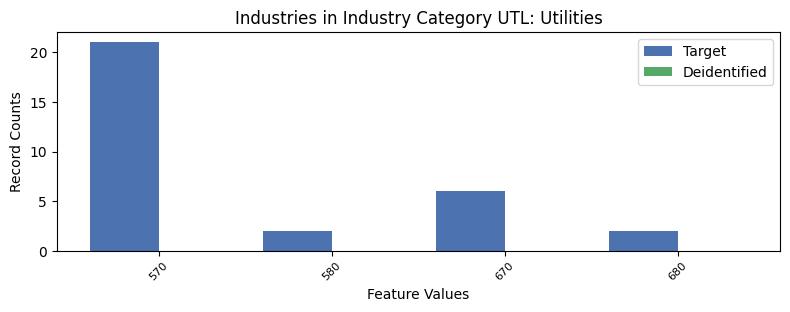 Industries in Industry Category UTL: Utilities
Target
Deidentified
Record Counts
20
15
10
5
0
570
580
670
680
Feature Values